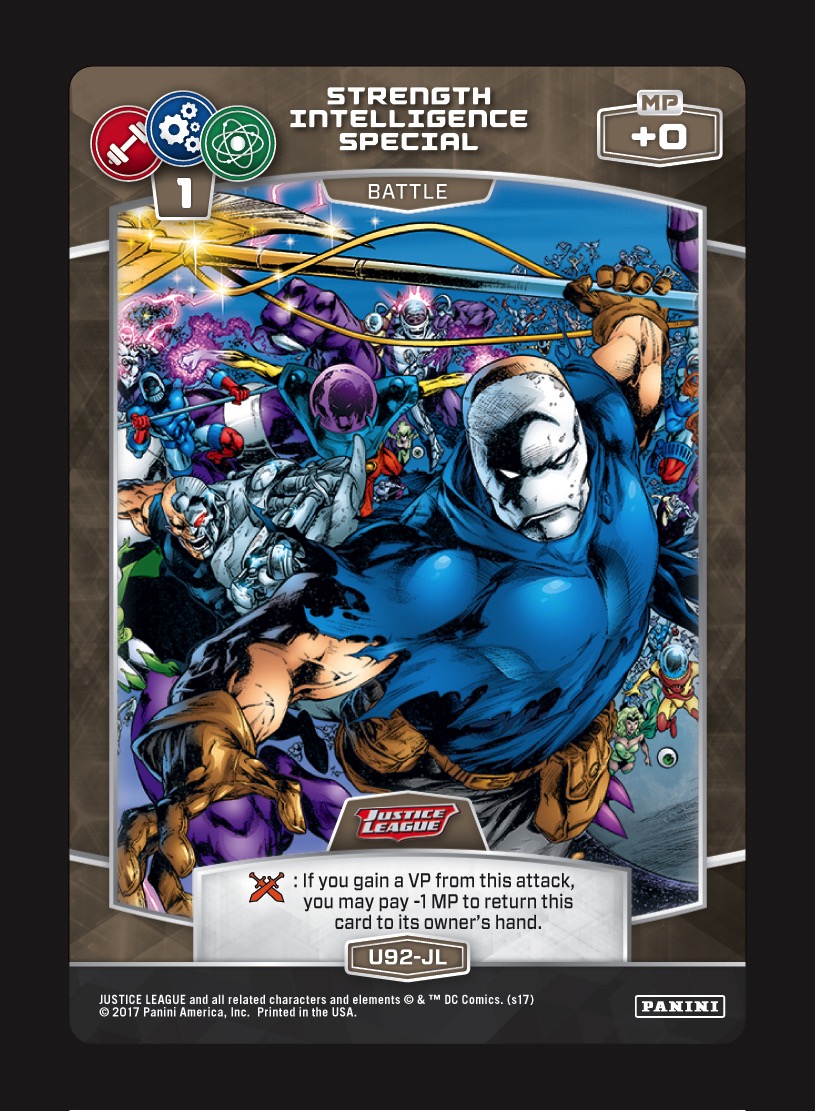 STRENGTH
INTELLIGENCE
SPECIAL
MP
+0
1
BATTLE
JUSTICE
LEAGUE
: If you gain a VP from this attack,
you may pay -1 MP to return this
card to its owner's hand.
U92-JL
JUSTICE LEAGUE and all related characters and elements © & ™ DC Comics. (s17)
© 2017 Panini America, Inc. Printed in the USA.
PANINI